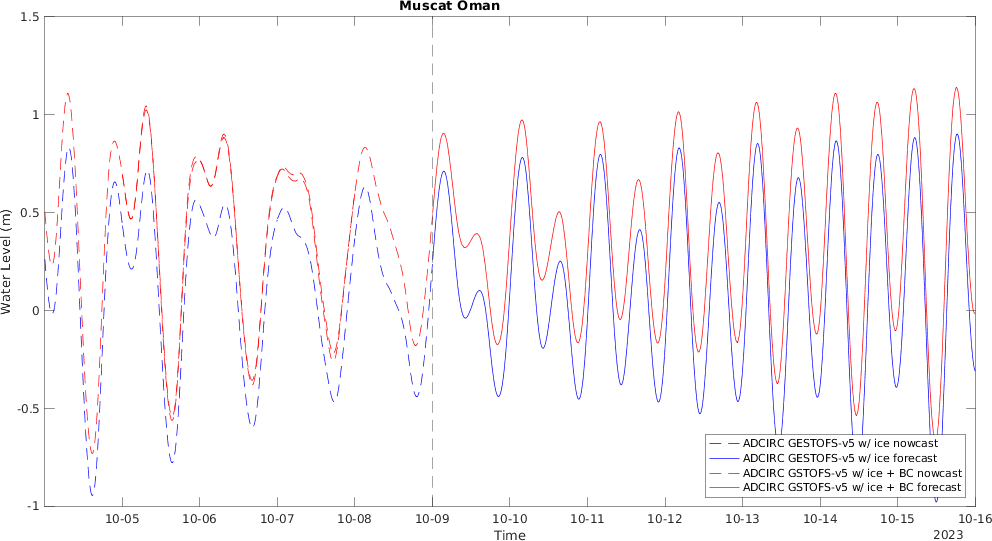 Muscat Oman
1.5
1
0.5
0
-0.5
-1
Water Level (m)
ADCIRC GESTOFS-v5 w/ ice nowcast
ADCIRC GESTOFS-v5 w/ ice forecast
ADCIRC GSTOFS-v5 w/ ice + BC nowcast
ADCIRC GSTOFS-v5 w/ ice + BC forecast
10-05 10-06 10-07 10-08 10-09 10-10 10-11 10-12 10-13 10-14 10-15 10-16
Time
2023